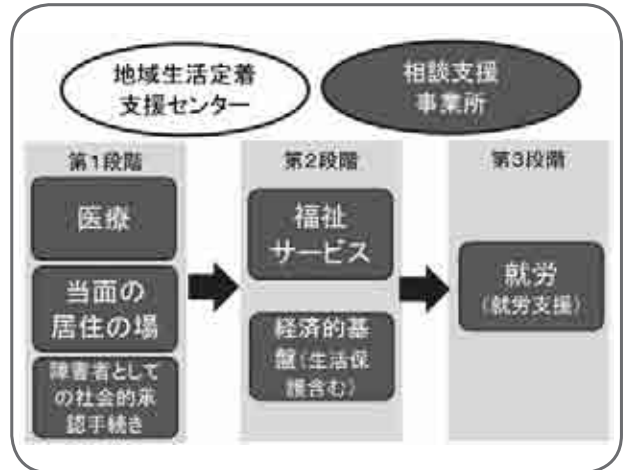 地域生活定着
支援センター
相談支援
事業所
第1段階
医療
当面の
居住の場
障害者として
の社会的承
認手続き
第2段階
福祉
サービス
経済的基
盤(生活保
護含む)
第3段階
就労
(就労支援)